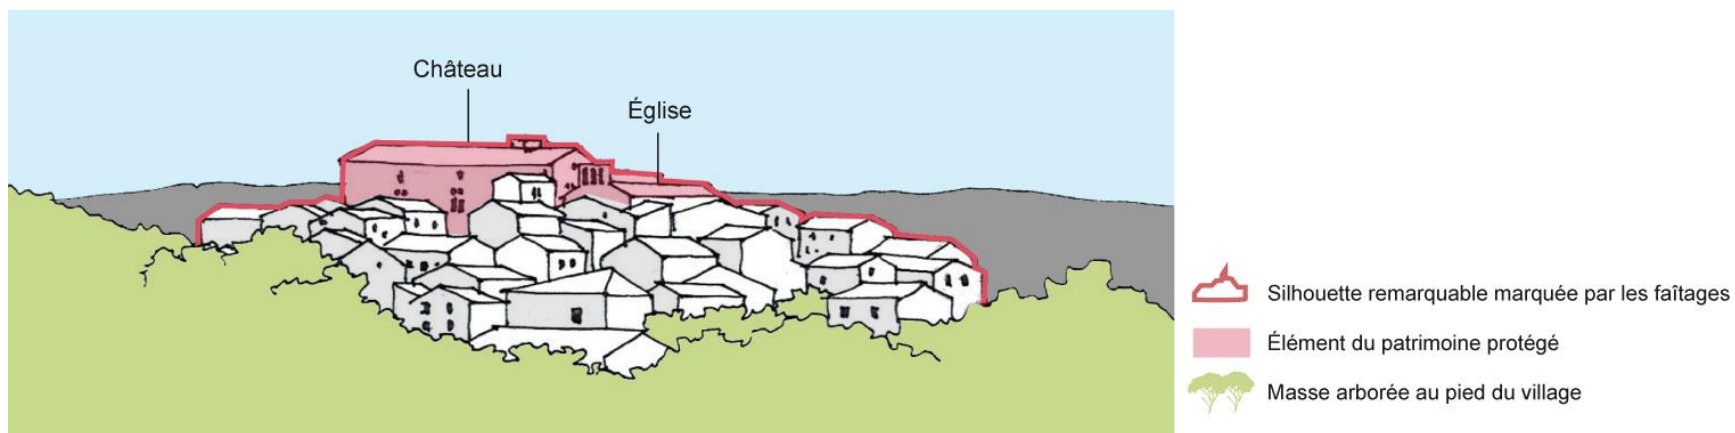 Château
Église
Silhouette remarquable marquée par les faîtages
Élément du patrimoine protégé
Masse arborée au pied du village